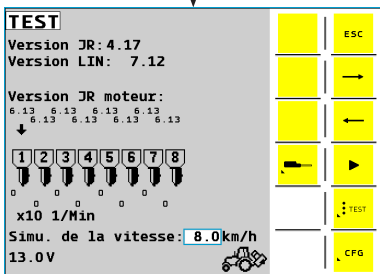 TEST
Version JR: 4.17
Version LIN: 7.12
Version JR moteur:
6.13 6.13 6.13 6.13
6.13 6.13 6.13 6.13
1 2 3 4 5 6 7 8
0 0 0 0
0 0 0 0
x10 1/Min
Simu. de la vitesse: 8.0 km/h
13.0V
ESC
TEST
CFG